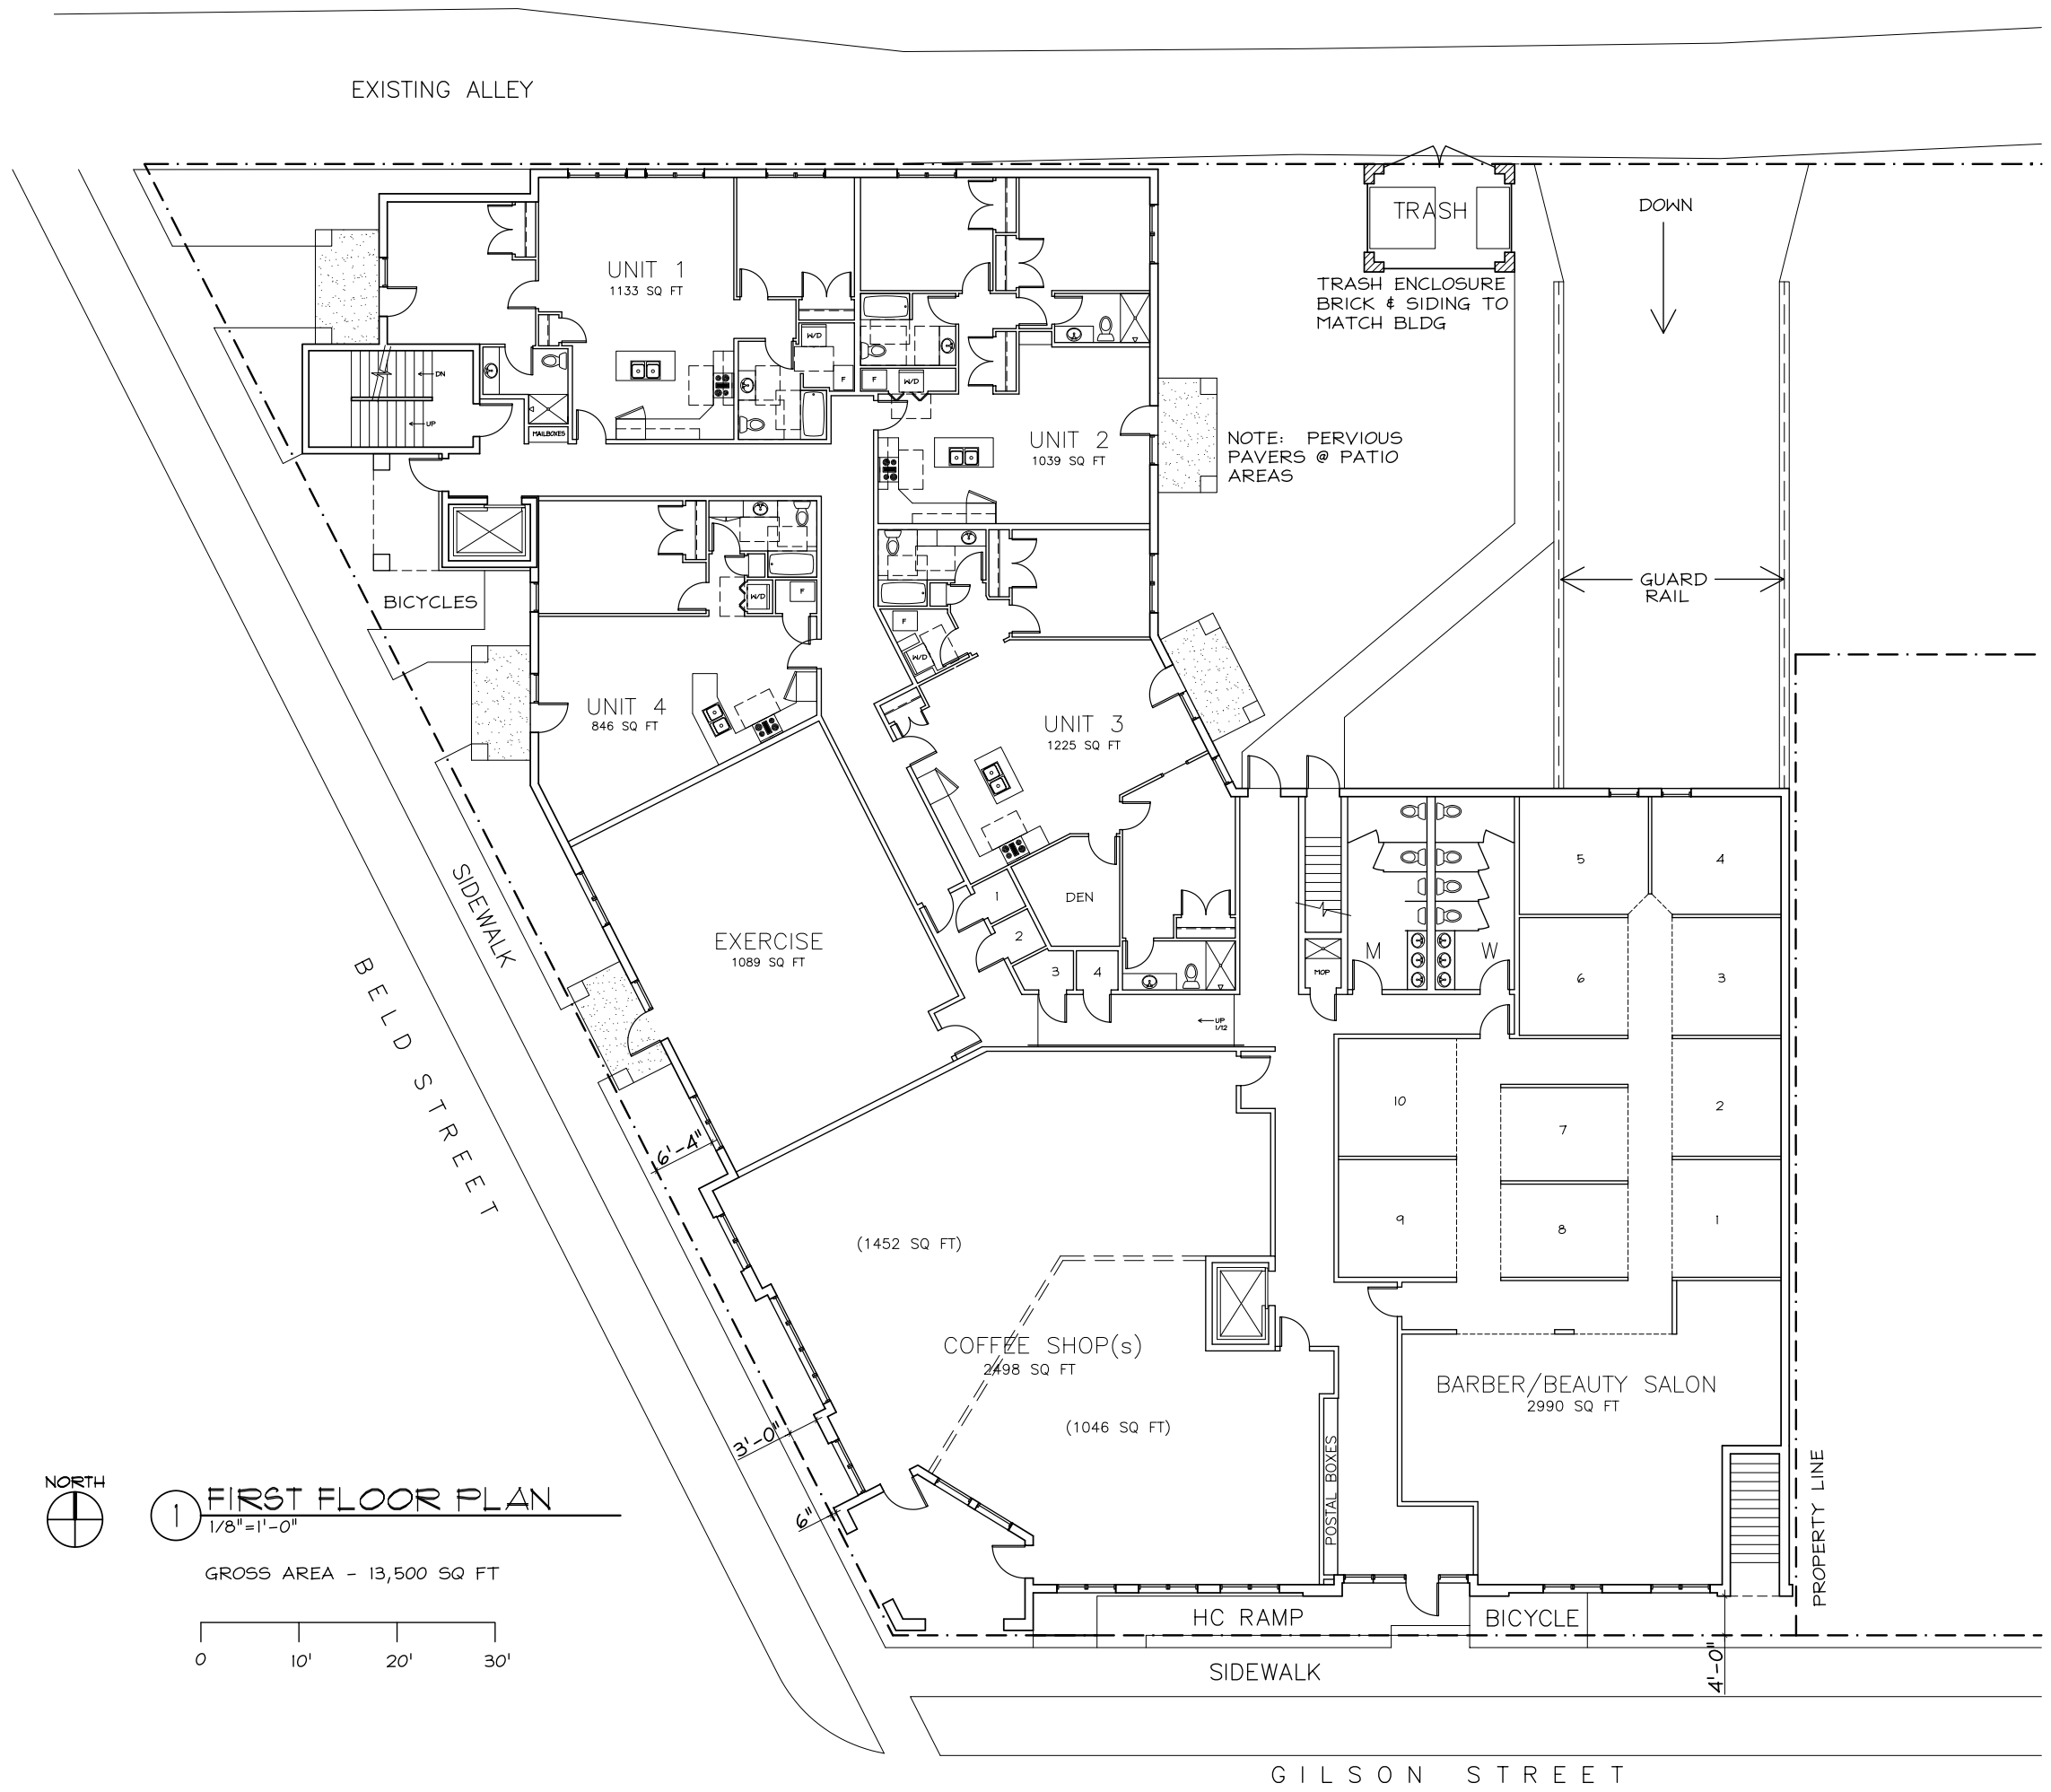 EXISTING ALLEY
TRASH
DOWN
TRASH ENCLOSURE
BRICK & SIDING TO
MATCH BLDG
UNIT 1
1133 SQ FT
W/D
F
F
W/D
DN
UP
MAILBOXES
UNIT 2
1039 SQ FT
NOTE: PERVIOUS
PAVERS @ PATIO
AREAS
BICYCLES
W/D
F
F
W/D
GUARD
RAIL
UNIT 4
846 SQ FT
UNIT 3
1225 SQ FT
SIDEWALK
BELD STREET
EXERCISE
1089 SQ FT
DEN
1
2
3
4
UP
1/12
M
W
MOP
5
4
6
3
10
7
2
9
8
1
6'-4"
(1452 SQ FT)
COFFEE SHOP(s)
2498 SQ FT
(1046 SQ FT)
BARBER/BEAUTY SALON
2990 SQ FT
POSTAL BOXES
PROPERTY LINE
3'-0"
6"
NORTH
1
FIRST FLOOR PLAN
1/8"=1'-0"
GROSS AREA - 13,500 SQ FT
0
10'
20'
30'
HC RAMP
BICYCLE
SIDEWALK
4'-0"
GILSON STREET